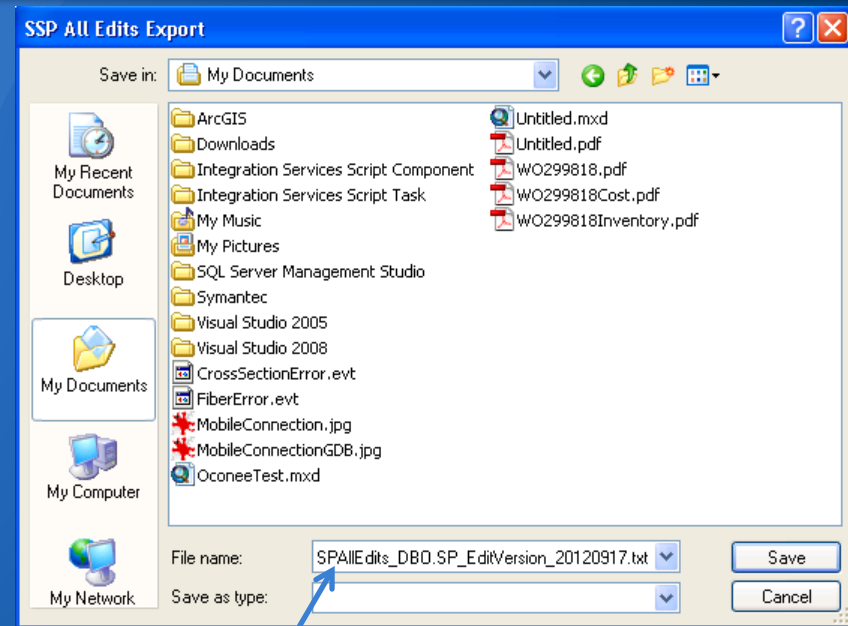 SSP All Edits Export
Save in:
My Documents
My Recent
Documents
Desktop
My Documents
My Computer
My Network
ArcGIS
Downloads
Integration Services Script Component
Integration Services Script Task
My Music
My Pictures
SQL Server Management Studio
Symantec
Visual Studio 2005
Visual Studio 2008
CrossSectionError.evt
FiberError.evt
MobileConnection.jpg
MobileConnectionGDB.jpg
OconeeTest.mxd
Untitled.mxd
Untitled.pdf
WO299818.pdf
WO299818Cost.pdf
WO299818Inventory.pdf
File name:
SPAllEdits_DBO.SP_EditVersion_20120917.txt
Save
Save as type:
Cancel